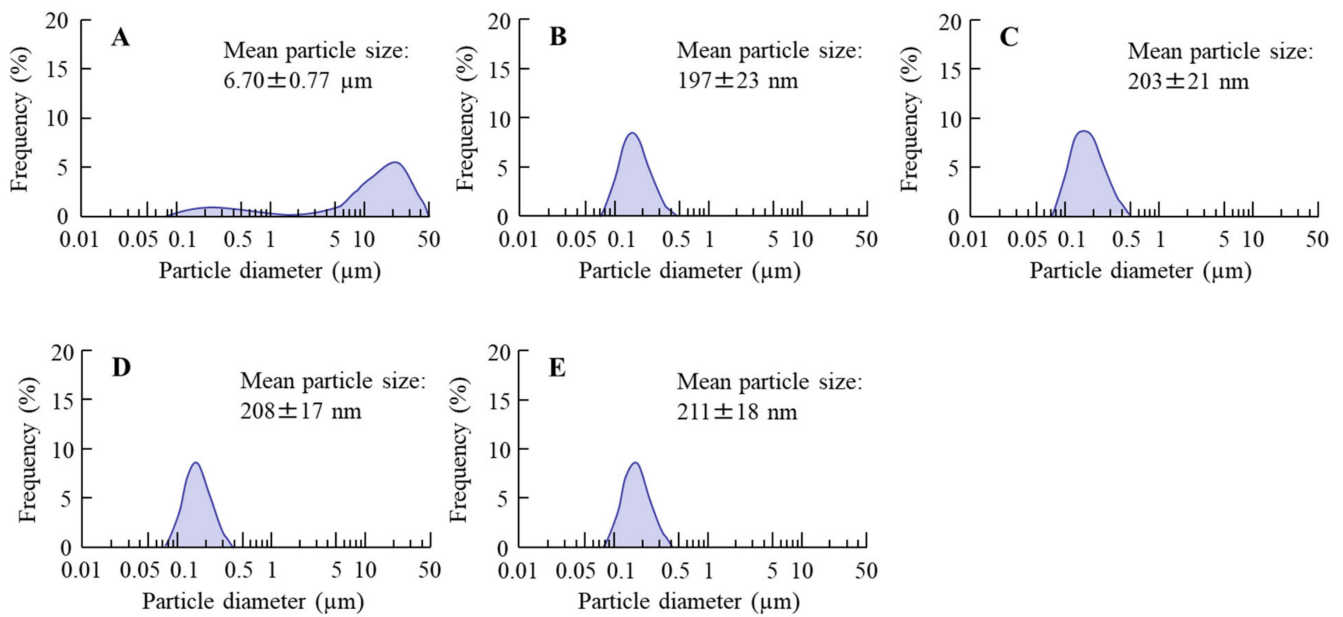 A
Mean particle size:
6.70±0.77 µm
Frequency (%)
20
15
10
5
0
0.01 0.05 0.1 0.5 1 5 10 50
Particle diameter (µm)
B
Mean particle size:
197±23 nm
Frequency (%)
20
15
10
5
0
0.01 0.05 0.1 0.5 1 5 10 50
Particle diameter (µm)
C
Mean particle size:
203±21 nm
Frequency (%)
20
15
10
5
0
0.01 0.05 0.1 0.5 1 5 10 50
Particle diameter (µm)
D
Mean particle size:
208±17 nm
Frequency (%)
20
15
10
5
0
0.01 0.05 0.1 0.5 1 5 10 50
Particle diameter (µm)
E
Mean particle size:
211±18 nm
Frequency (%)
20
15
10
5
0
0.01 0.05 0.1 0.5 1 5 10 50
Particle diameter (µm)